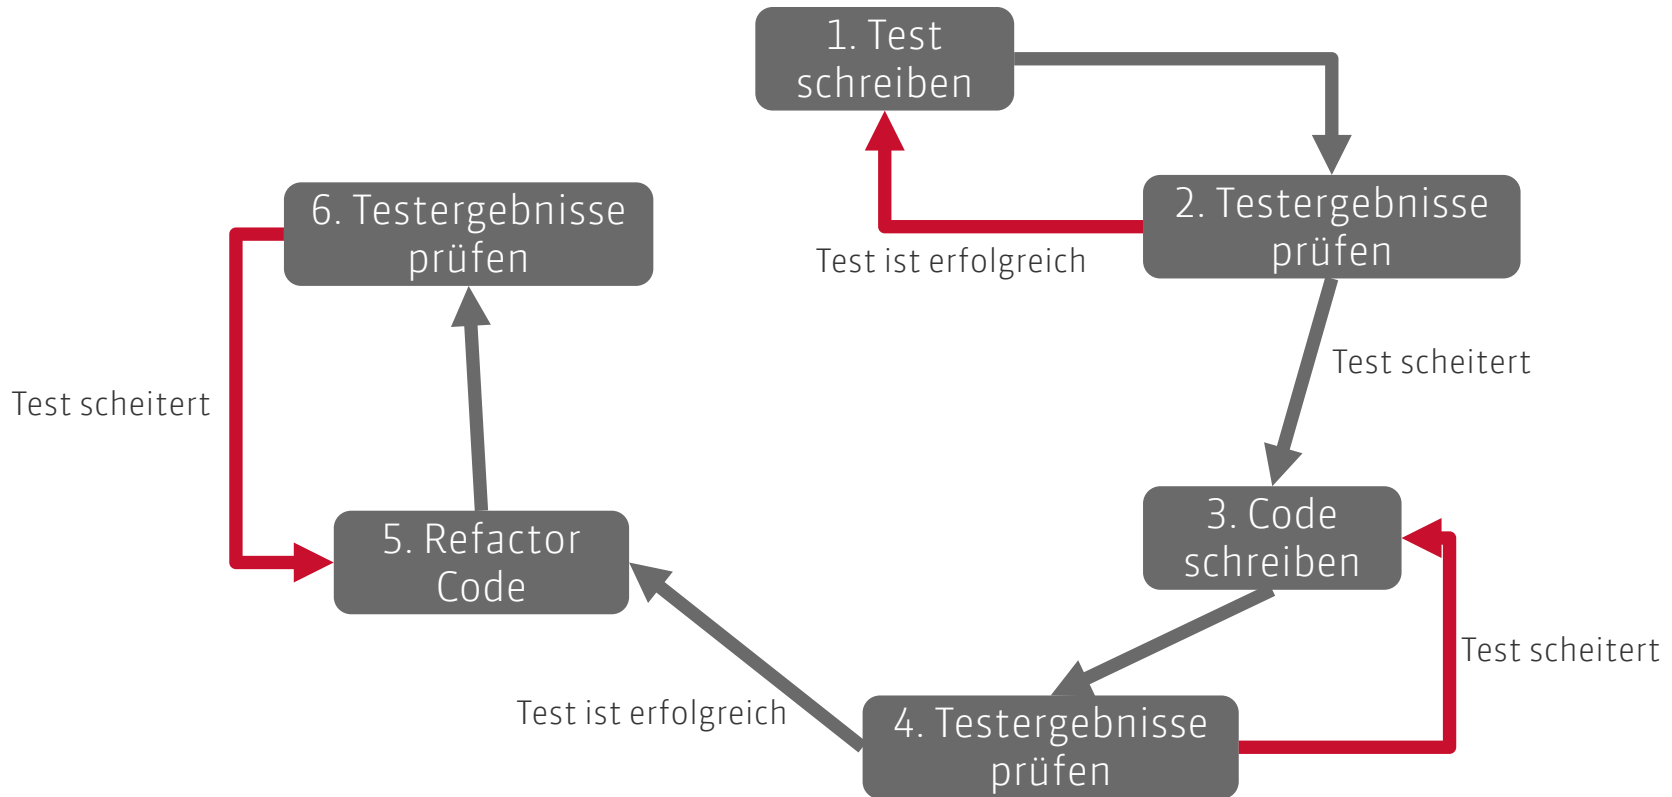 1. Test
schreiben
2. Testergebnisse
prüfen
Test ist erfolgreich
Test scheitert
3. Code
schreiben
Test scheitert
4. Testergebnisse
prüfen
Test ist erfolgreich
5. Refactor
Code
6. Testergebnisse
prüfen
Test scheitert